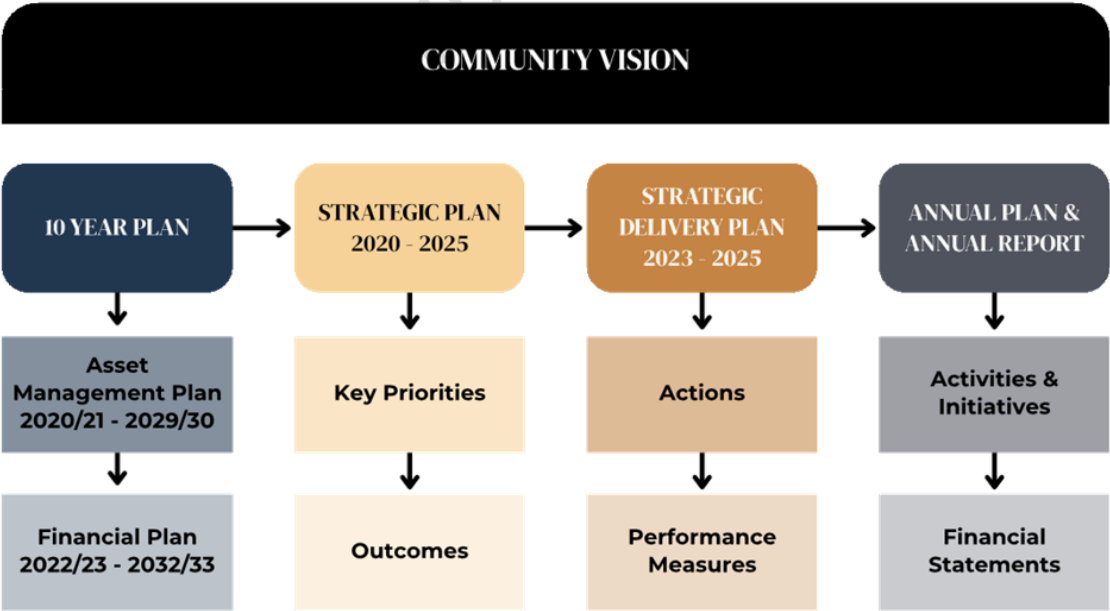 COMMUNITY VISION
10 YEAR PLAN
STRATEGIC PLAN
2020 - 2025
STRATEGIC
DELIVERY PLAN
2023 - 2025
ANNUAL PLAN &
ANNUAL REPORT
Asset
Management Plan
2020/21 - 2029/30
Key Priorities
Actions
Activities &
Initiatives
Financial Plan
2022/23 - 2032/33
Outcomes
Performance
Measures
Financial
Statements